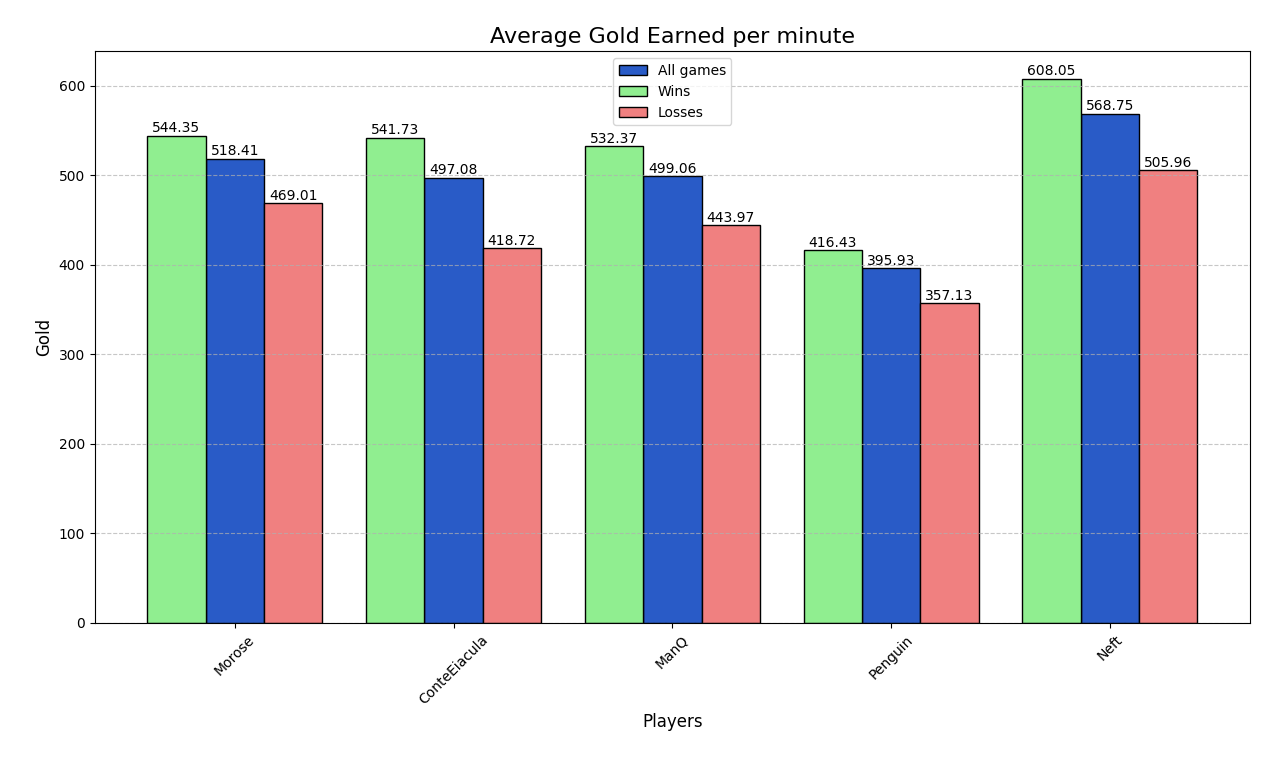 Average Gold Earned per minute
All games
Wins
Losses
Gold
600
500
400
300
200
100
0
544.35
518.41
469.01
541.73
497.08
418.72
532.37
499.06
443.97
416.43
395.93
357.13
608.05
568.75
505.96
Morose
ConteEiacula
ManQ
Penguin
Neft
Players